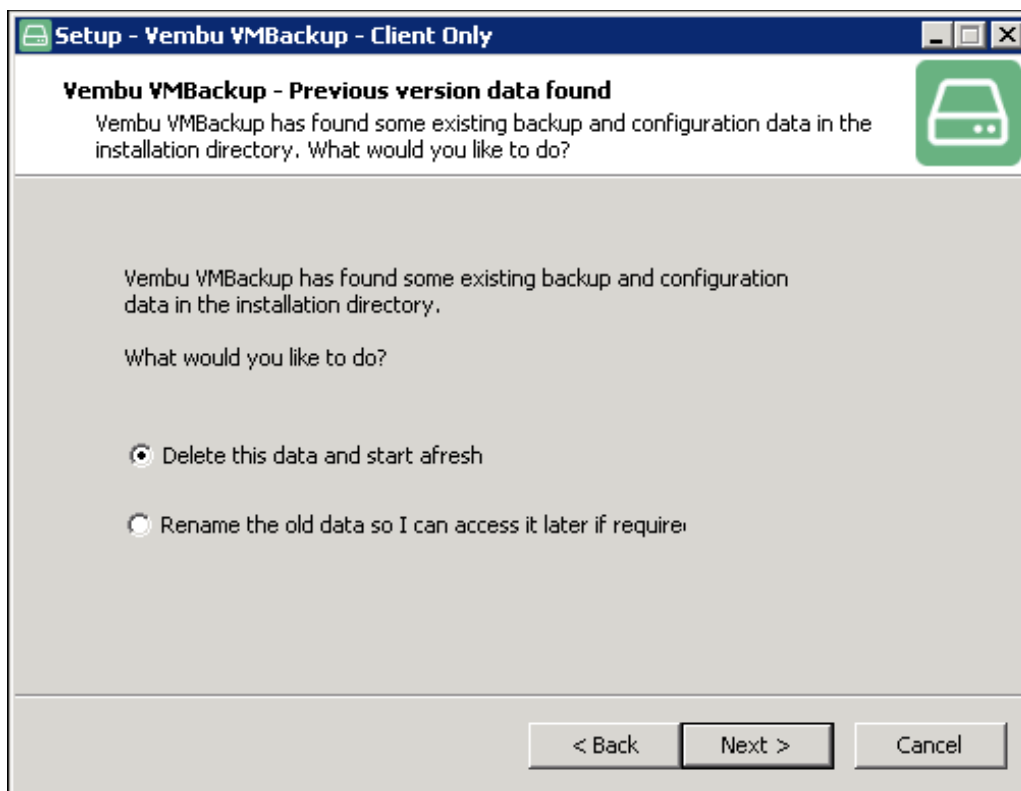 Setup - Vembu VMBackup - Client Only
Vembu VMBackup - Previous version data found
Vembu VMBackup has found some existing backup and configuration data in the
installation directory. What would you like to do?
Vembu VMBackup has found some existing backup and configuration
data in the installation directory.
What would you like to do?
Delete this data and start afresh
Rename the old data so I can access it later if require
< Back
Next >
Cancel